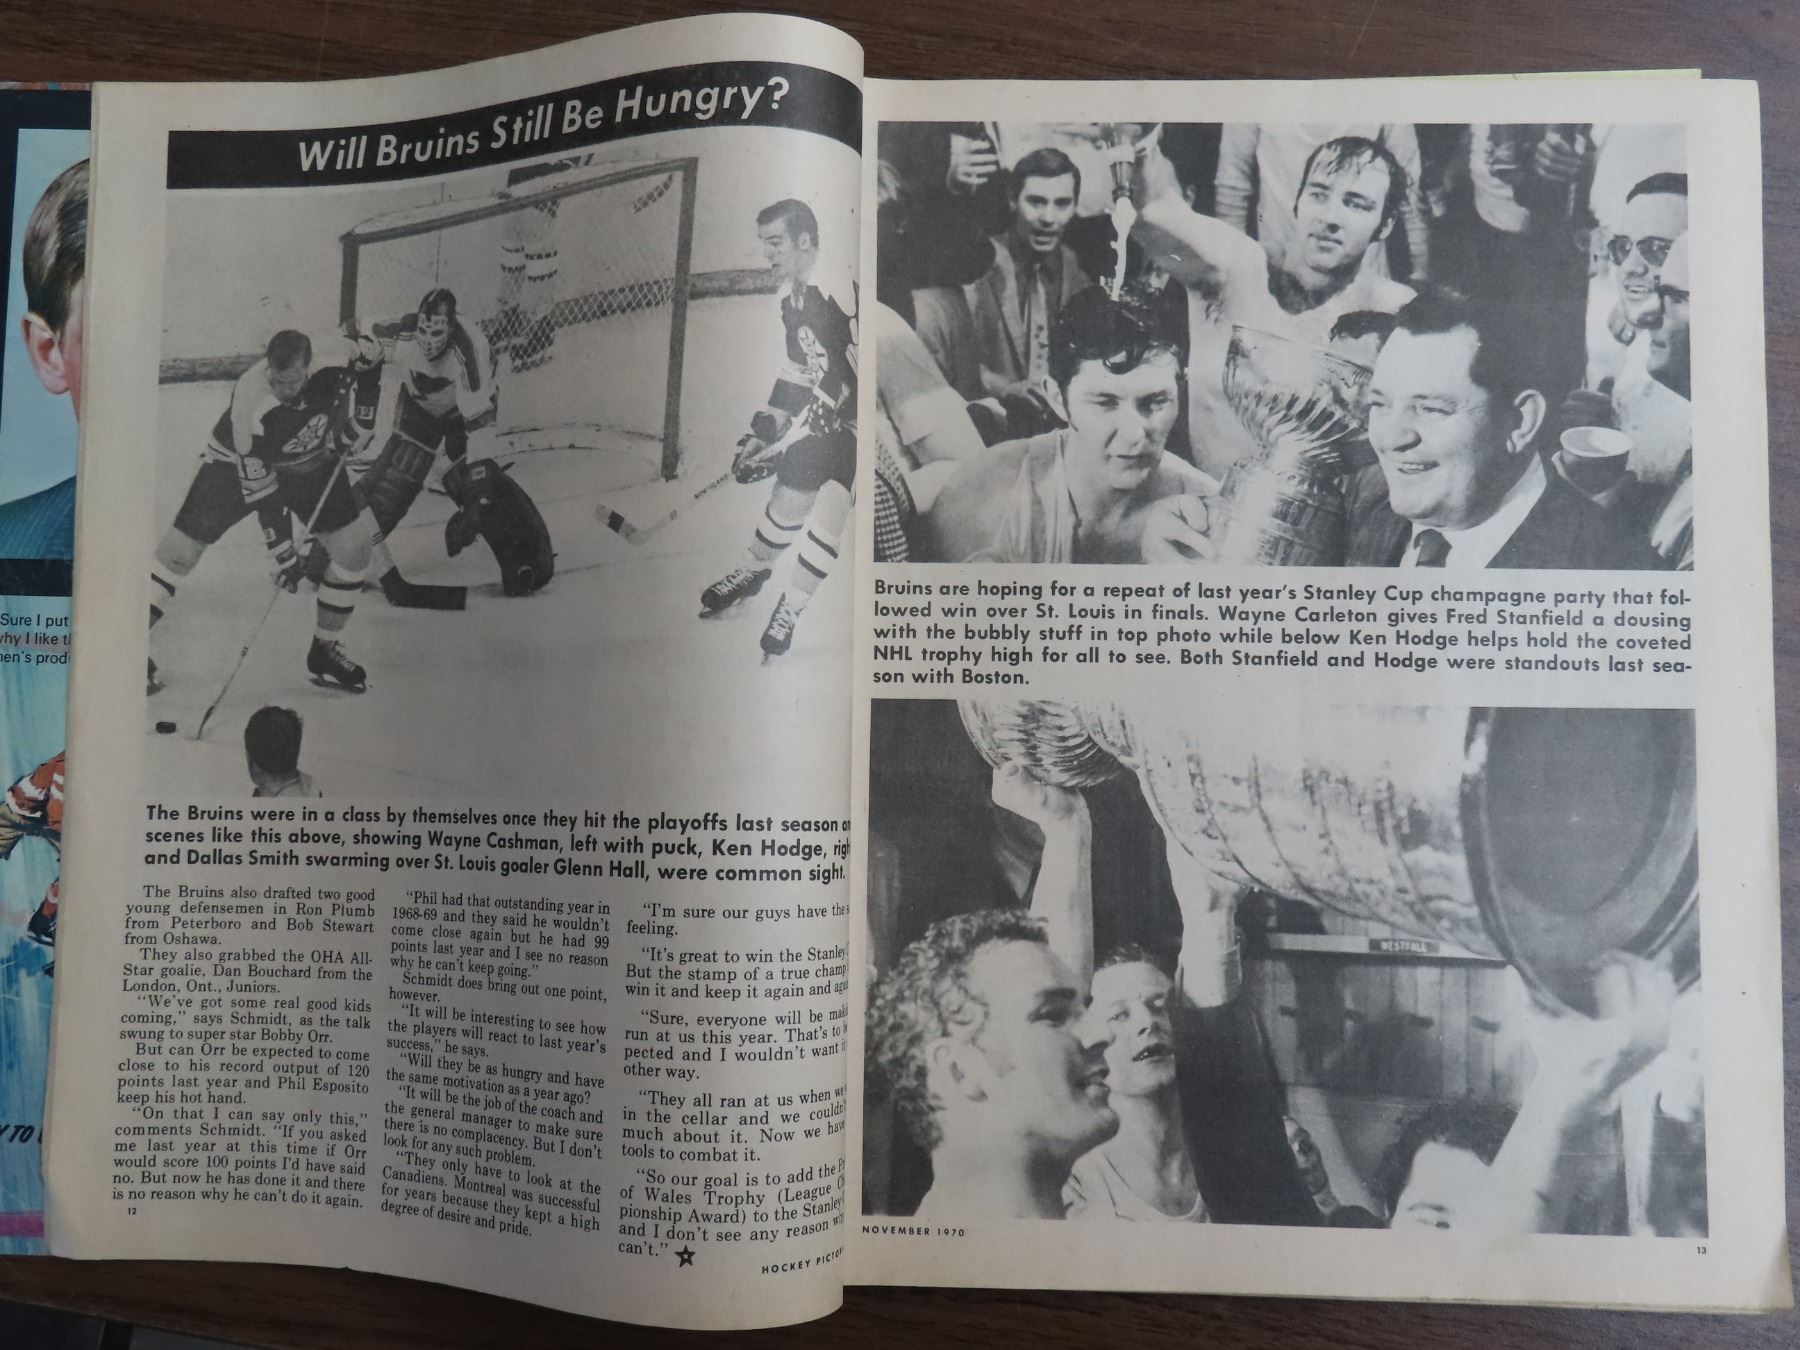 Will Bruins Still Be Hungry?
The Bruins were in a class by themselves once they hit the playoffs last season
scenes like this above, showing Wayne Cashman, left with puck, Ken Hodge,
and Dallas Smith swarming over St. Louis goaler Glenn Hall, were common sight.
The Bruins also drafted two good
young defensemen in Ron Plumb
from Peterboro and Bob Stewart
from Oshawa.
They also grabbed the OHA All-
Star goalie, Dan Bouchard from the
London, Ont., Juniors.
"We've got some real good kids
coming," says Schmidt, as the talk
swung to super star Bobby Orr.
But can Orr be expected to come
close to his record output of 120
points last year and Phil Esposito
keep his hot hand.
"On that I can say only this,"
comments Schmidt. "If you asked
me last year at this time if Orr
would score 100 points I'd have said
no. But now he has done it and there
is no reason why he can't do it again.
12
"Phil had that outstanding year in
1968-69 and they said he wouldn't
come close again but he had 99
points last year and I see no reason
why he can't keep going."
Schmidt does bring out one point,
however.
"It will be interesting to see how
the players will react to last year's
success," he says.
"Will they be as hungry and have
the same motivation as a year ago?
"It will be the job of the coach and
the general manager to make sure
there is no complacency. But I don't
look for any such problem.
"They only have to look at the
Canadiens. Montreal was successful
for years because they kept a high
degree of desire and pride.
"I'm sure our guys have the
feeling.
"It's great to win the Stanley
But the stamp of a true champ
win it and keep it again and
"Sure, everyone will be
run at us this year. That's to
pected and I wouldn't want
other way.
"They all ran at us when
in the cellar and we
much about it. Now we
tools to combat it.
"So our goal is to add the
of Wales Trophy (League
pionship Award) to the Stanley
and I don't see any reason
can't."
HOCKEY
Bruins are hoping for a repeat of last year's Stanley Cup champagne party that fol-
lowed win over St. Louis in finals. Wayne Carleton gives Fred Stanfield a dousing
with the bubbly stuff in top photo while below Ken Hodge helps hold the coveted
NHL trophy high for all to see. Both Stanfield and Hodge were standouts last sea-
son with Boston.
WESTFALL
NOVEMBER 1970
13
Sure I put
why I like
men's prod